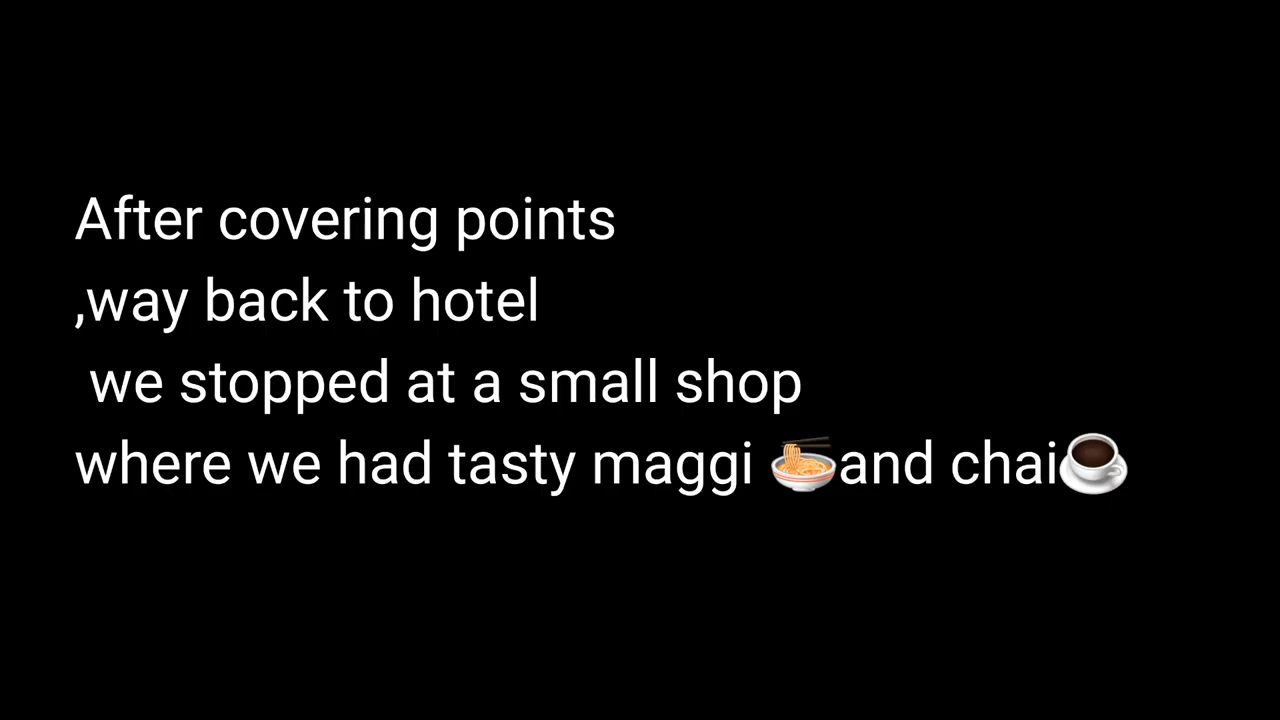 After covering points
,way back to hotel
we stopped at a small shop
where we had tasty maggi 🍜and chai☕